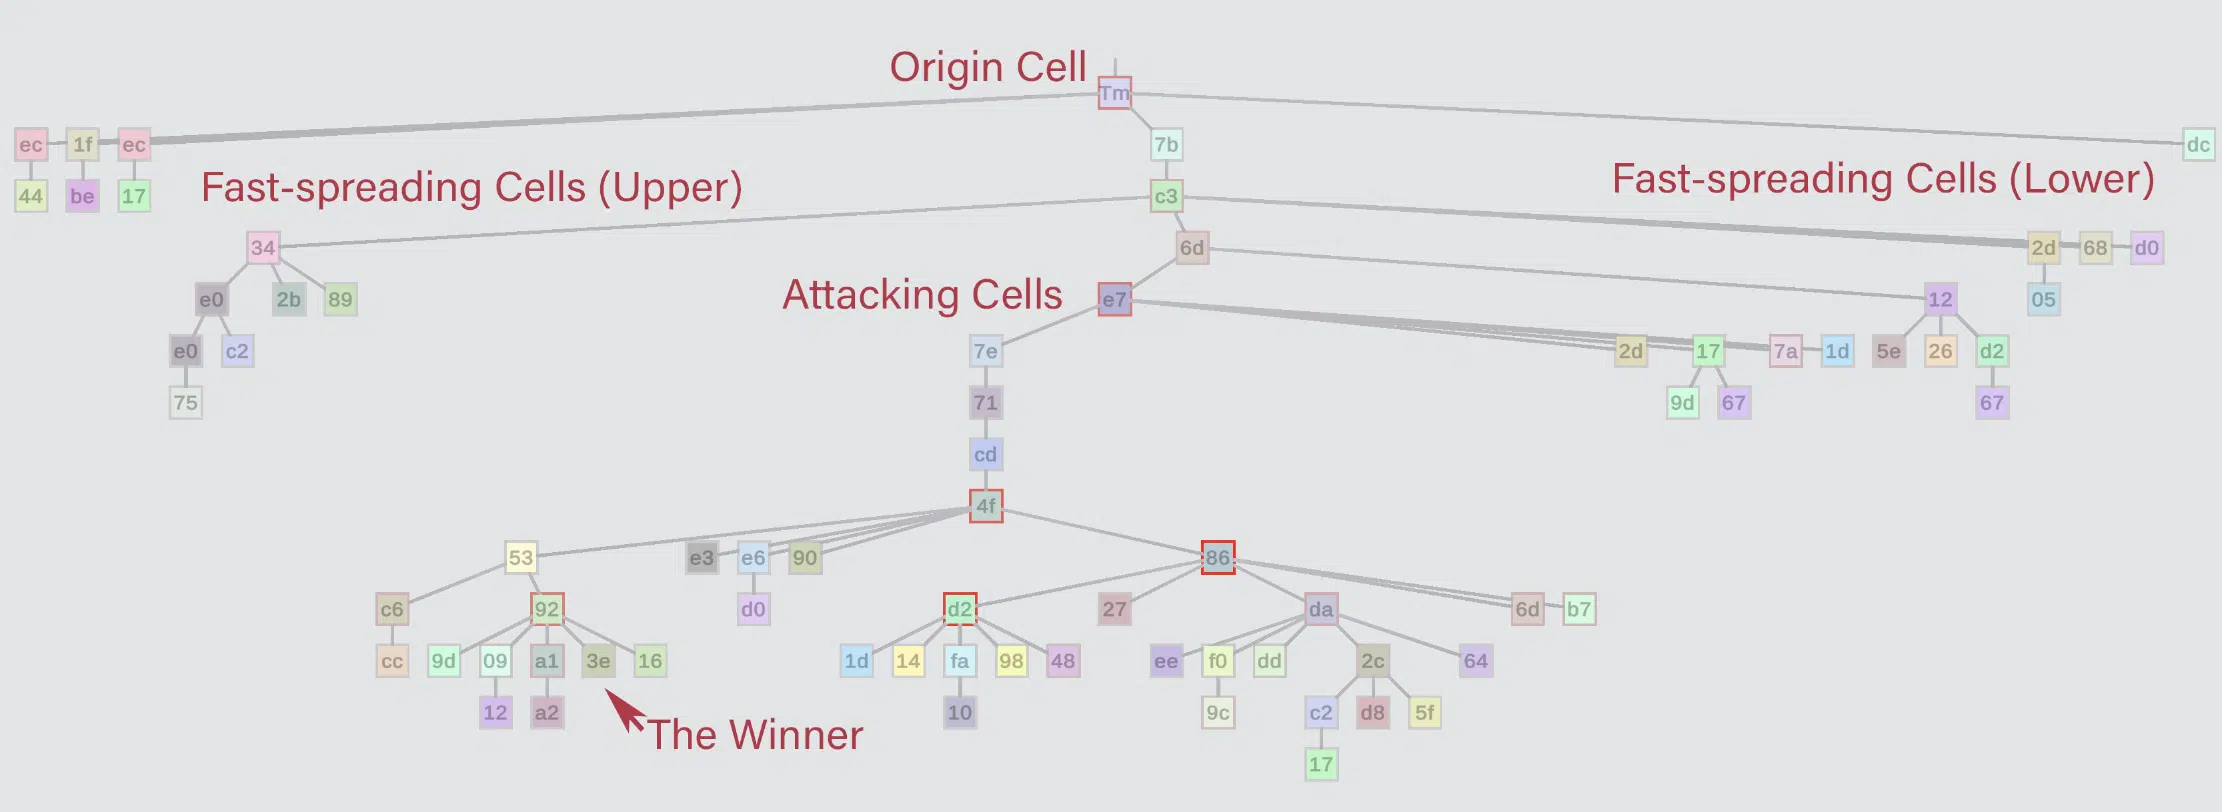 Origin Cell
Tm
ec 1f ec 7b dc
Fast-spreading Cells (Upper)
Fast-spreading Cells (Lower)
44 be 17 c3
34 6d 2d 68 d0
Attacking Cells
e0 2b 89 e7 12 05
e0 c2 7e 2d 17 7a 1d 5e 26 d2
75 71 9d 67 67
cd
4f
53 e3 e6 90 86
c6 92 d0 d2 27 da 6d b7
cc 9d 09 a1 3e 16 1d 14 fa 98 48 ee f0 dd 2c 64
12 a2 10 9c c2 d8 5f
The Winner
17